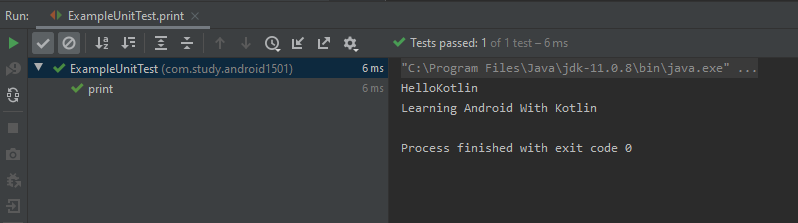 Run: ExampleUnitTest.print ×
Tests passed: 1 of 1 test – 6 ms
ExampleUnitTest (com.study.android1501) 6 ms
print 6 ms
"C:\Program Files\Java\jdk-11.0.8\bin\java.exe" ...
HelloKotlin
Learning Android With Kotlin
Process finished with exit code 0